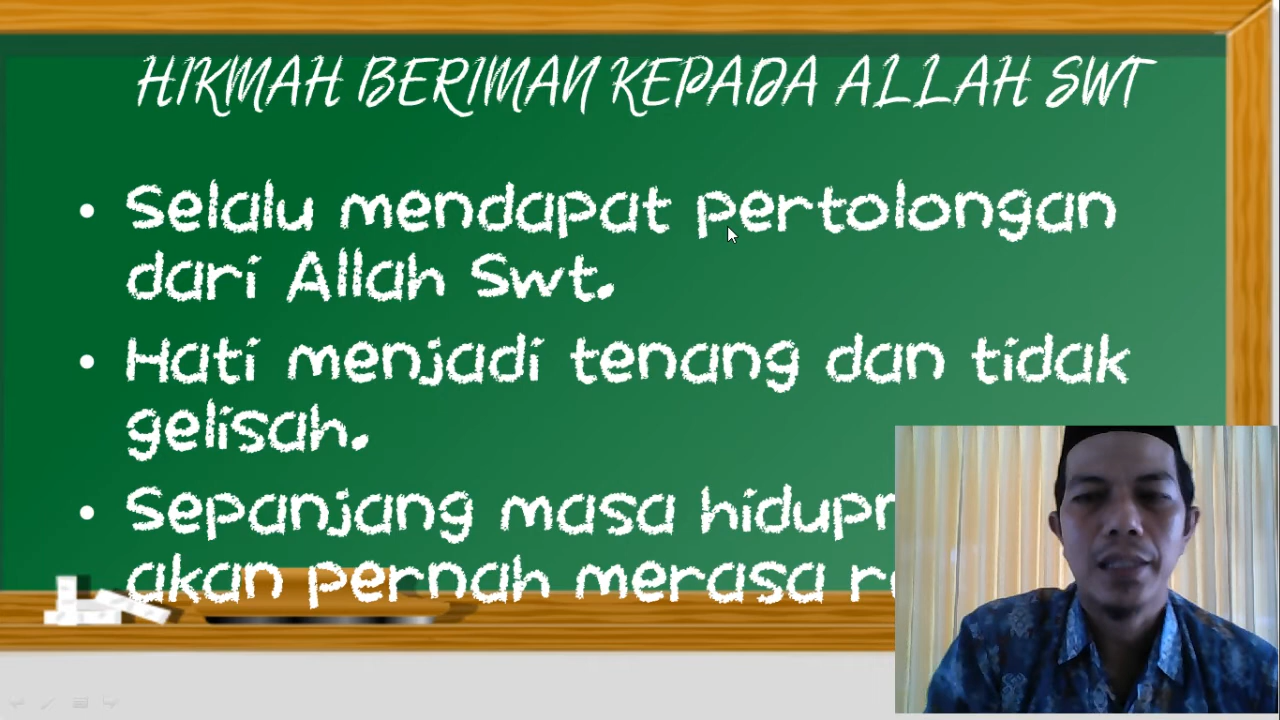 HIKMAH BERIMAN KEPADA ALLAH SWT
• Selalu mendapat pertolongan
dari Allah Swt.
• Hati menjadi tenang dan tidak
gelisah.
• Sepanjang masa
akan pernah merasa